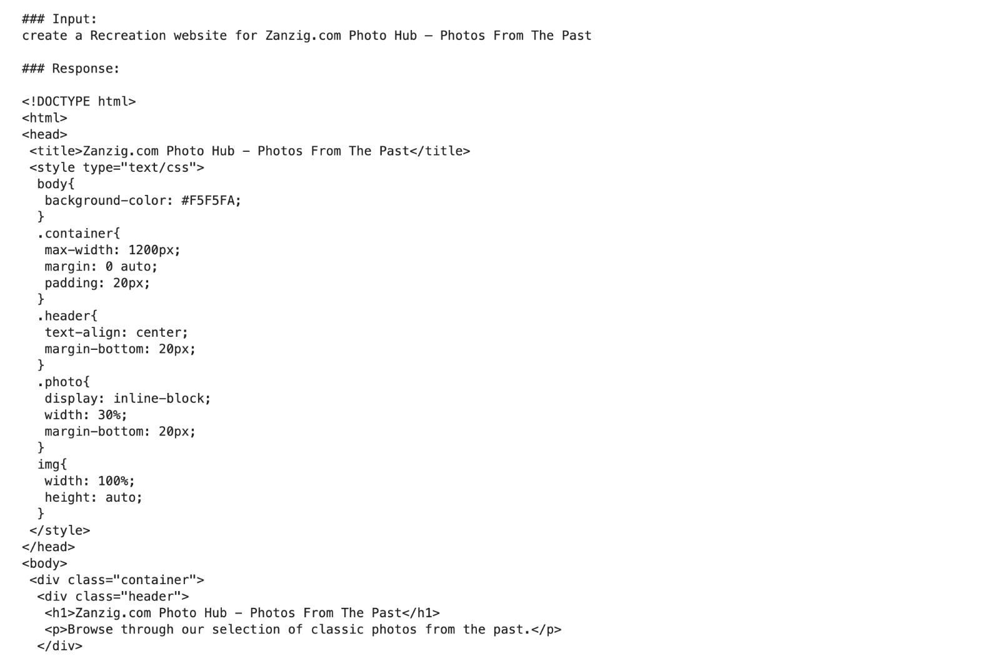 ### Input:
create a Recreation website for Zanzig.com Photo Hub – Photos From The Past

### Response:

<!DOCTYPE html>
<html>
<head>
 <title>Zanzig.com Photo Hub – Photos From The Past</title>
 <style type="text/css">
  body{
   background-color: #F5F5FA;
  }
  .container{
   max-width: 1200px;
   margin: 0 auto;
   padding: 20px;
  }
  .header{
   text-align: center;
   margin-bottom: 20px;
  }
  .photo{
   display: inline-block;
   width: 30%;
   margin-bottom: 20px;
  }
  img{
   width: 100%;
   height: auto;
  }
 </style>
</head>
<body>
 <div class="container">
  <div class="header">
   <h1>Zanzig.com Photo Hub – Photos From The Past</h1>
   <p>Browse through our selection of classic photos from the past.</p>
  </div>